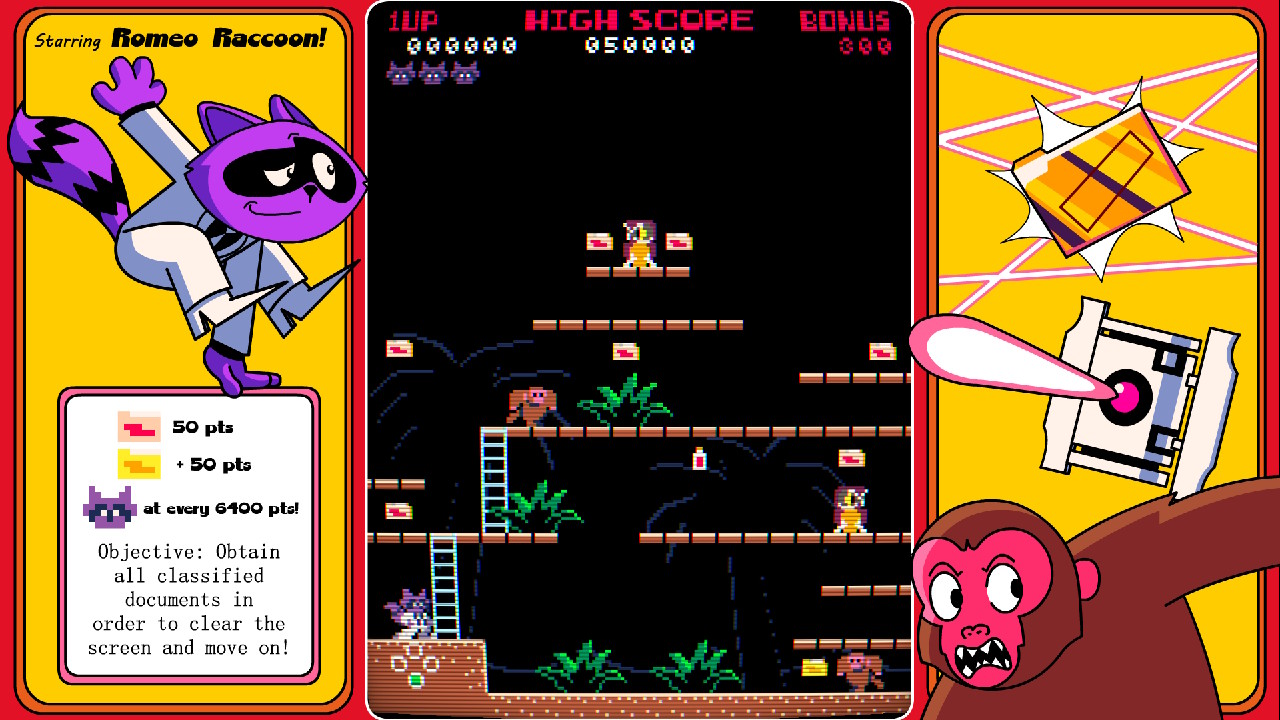 Starring Romeo Raccoon!
50 pts
+ 50 pts
at every 6400 pts!
Objective: Obtain
all classified
documents in
order to clear the
screen and move on!
1UP HIGH SCORE BONUS
000000 050000 300